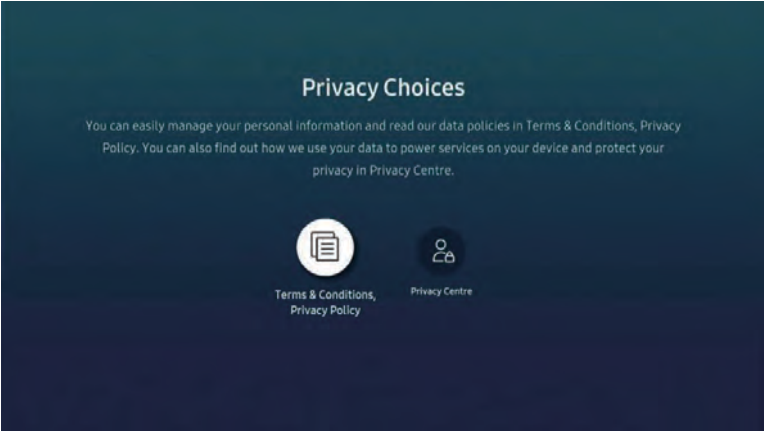 Privacy Choices
You can easily manage your personal information and read our data policies in Terms & Conditions, Privacy
Policy. You can also find out how we use your data to power services on your device and protect your
privacy in Privacy Centre.
Terms & Conditions,
Privacy Policy
Privacy Centre